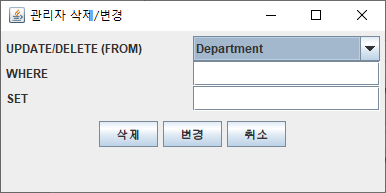 관리자 삭제/변경
UPDATE/DELETE (FROM) Department
WHERE
SET
삭제 변경 취소